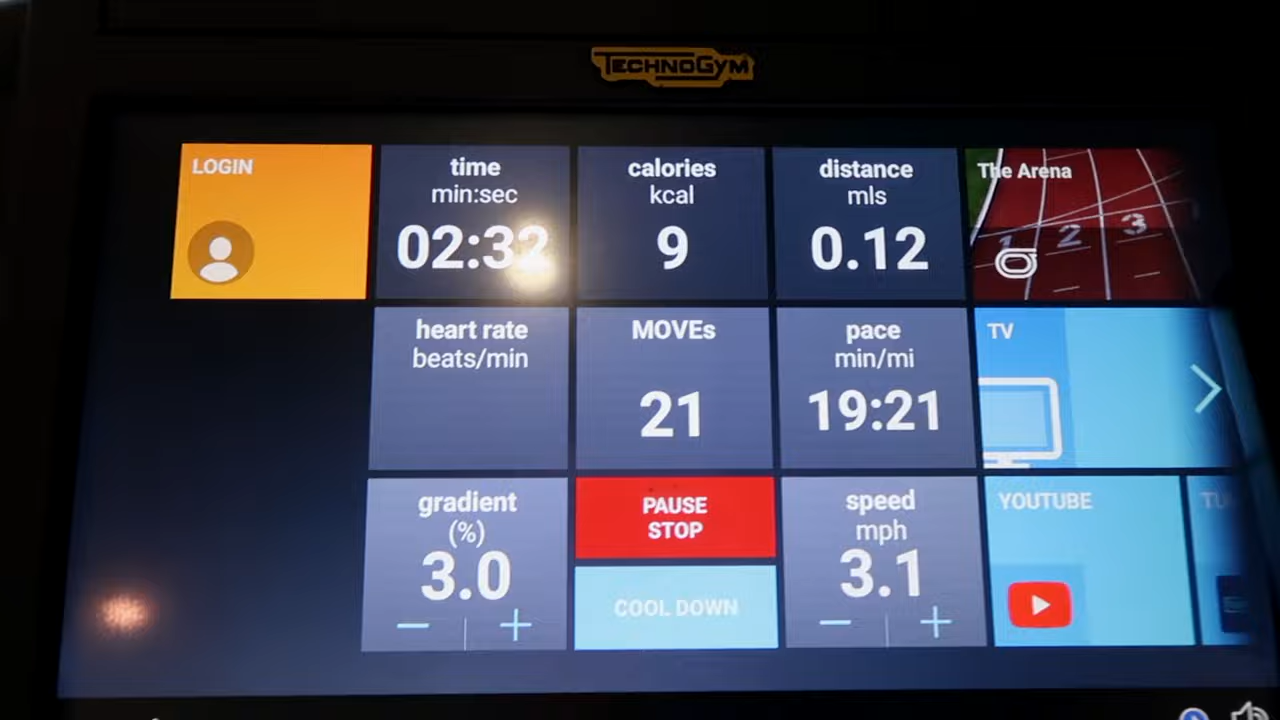 TECHNOGYM
LOGIN
time
min:sec
02:32
calories
kcal
9
distance
mls
0.12
The Arena
1 2 3
heart rate
beats/min
MOVEs
21
pace
min/mi
19:21
TV
gradient
(%)
3.0
− +
PAUSE
STOP
COOL DOWN
speed
mph
3.1
− +
YOUTUBE